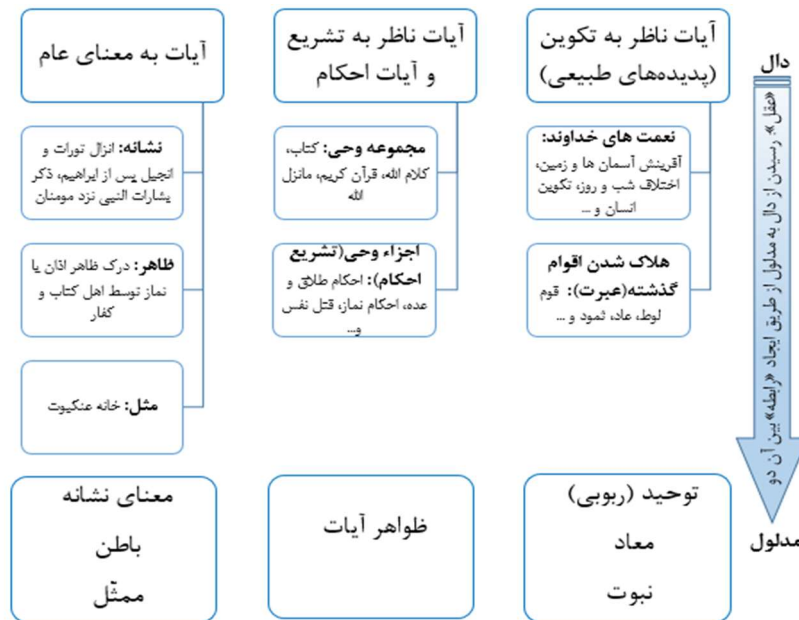 دال
«عقل»: رسیدن از دال به مدلول از طریق ایجاد «رابطه» بین آن دو
مدلول
آیات ناظر به تکوین
(پدیده‌های طبیعی)
نعمت های خداوند:
آفرینش آسمان ها و زمین،
اختلاف شب و روز، تکوین
انسان و ...
هلاک شدن اقوام
گذشته(عبرت): قوم
لوط، عاد، ثمود و ...
توحید (ربوبی)
معاد
نبوت
آیات ناظر به تشریع
و آیات احکام
مجموعه وحی: کتاب،
کلام الله، قرآن کریم، مانزل
الله
اجزاء وحی(تشریع
احکام): احکام طلاق و
عده، احکام نماز، قتل نفس
و...
ظواهر آیات
آیات به معنای عام
نشانه: انزال تورات و
انجیل پس از ابراهیم، ذکر
بشارات النبی نزد مومنان
ظاهر: درک ظاهر اذان یا
نماز توسط اهل کتاب و
کفار
مثل: خانه عنکبوت
معنای نشانه
باطن
ممثّل